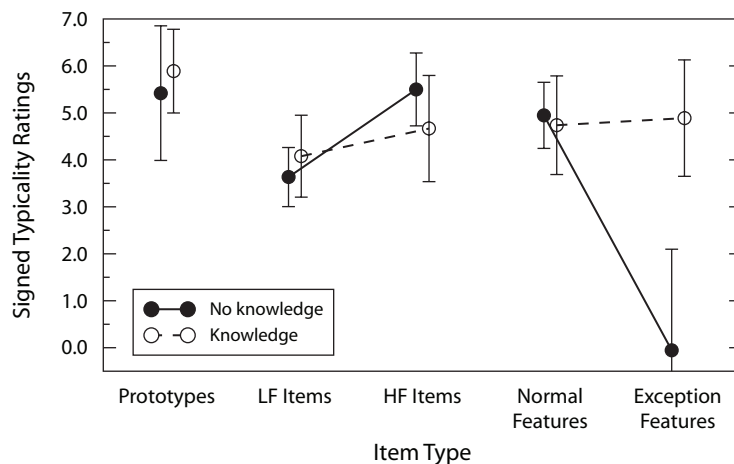 7.0
6.0
5.0
4.0
3.0
2.0
1.0
0.0
Signed Typicality Ratings
No knowledge
Knowledge
Prototypes
LF Items
HF Items
Normal
Features
Exception
Features
Item Type